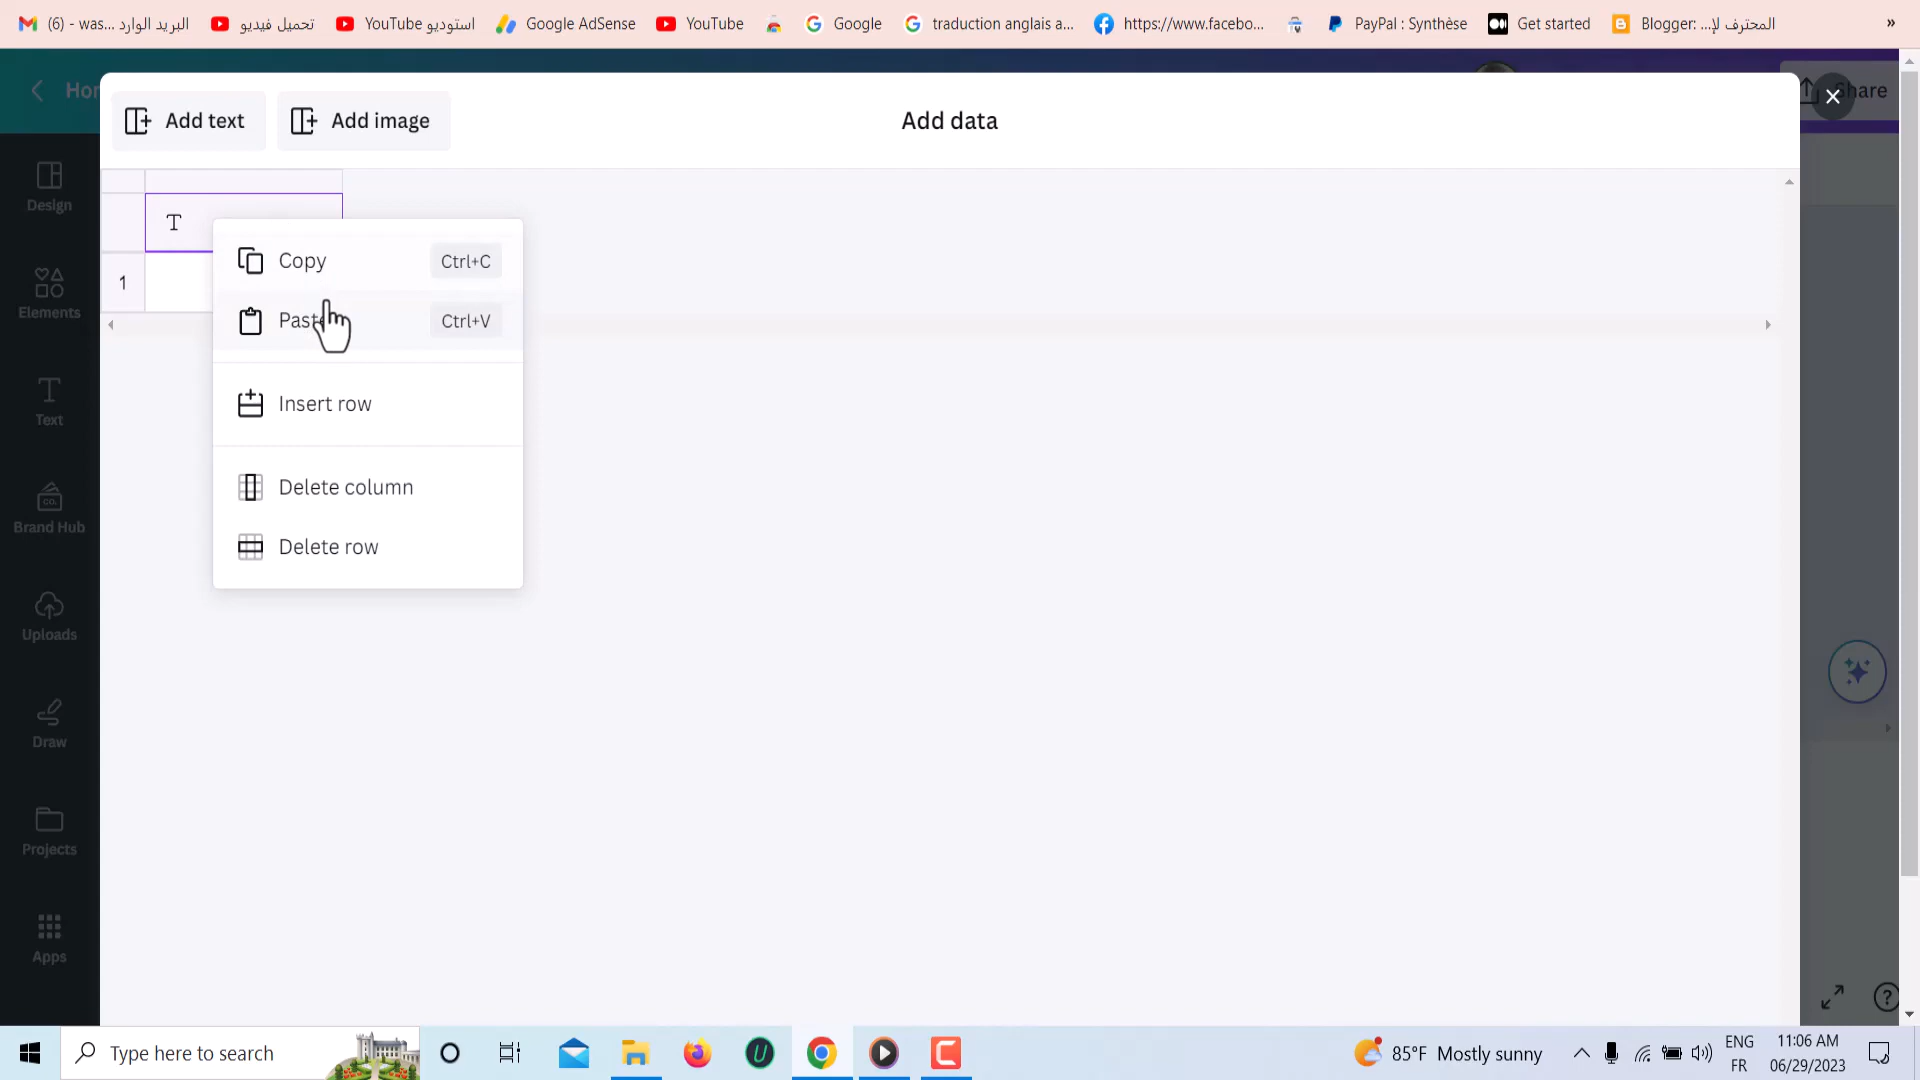 البريد الوارد (6) - was...
تحميل فيديو
استوديو YouTube
Google AdSense
YouTube
Google
traduction anglais a...
https://www.facebo...
PayPal : Synthèse
Get started
Blogger: ...المحترف لإ
»
Share
Add text
Add image
Add data
Design
Elements
Text
Brand Hub
Uploads
Draw
Projects
Apps
T
1
Copy Ctrl+C
Paste Ctrl+V
Insert row
Delete column
Delete row
Type here to search
85°F Mostly sunny
ENG
FR
11:06 AM
06/29/2023